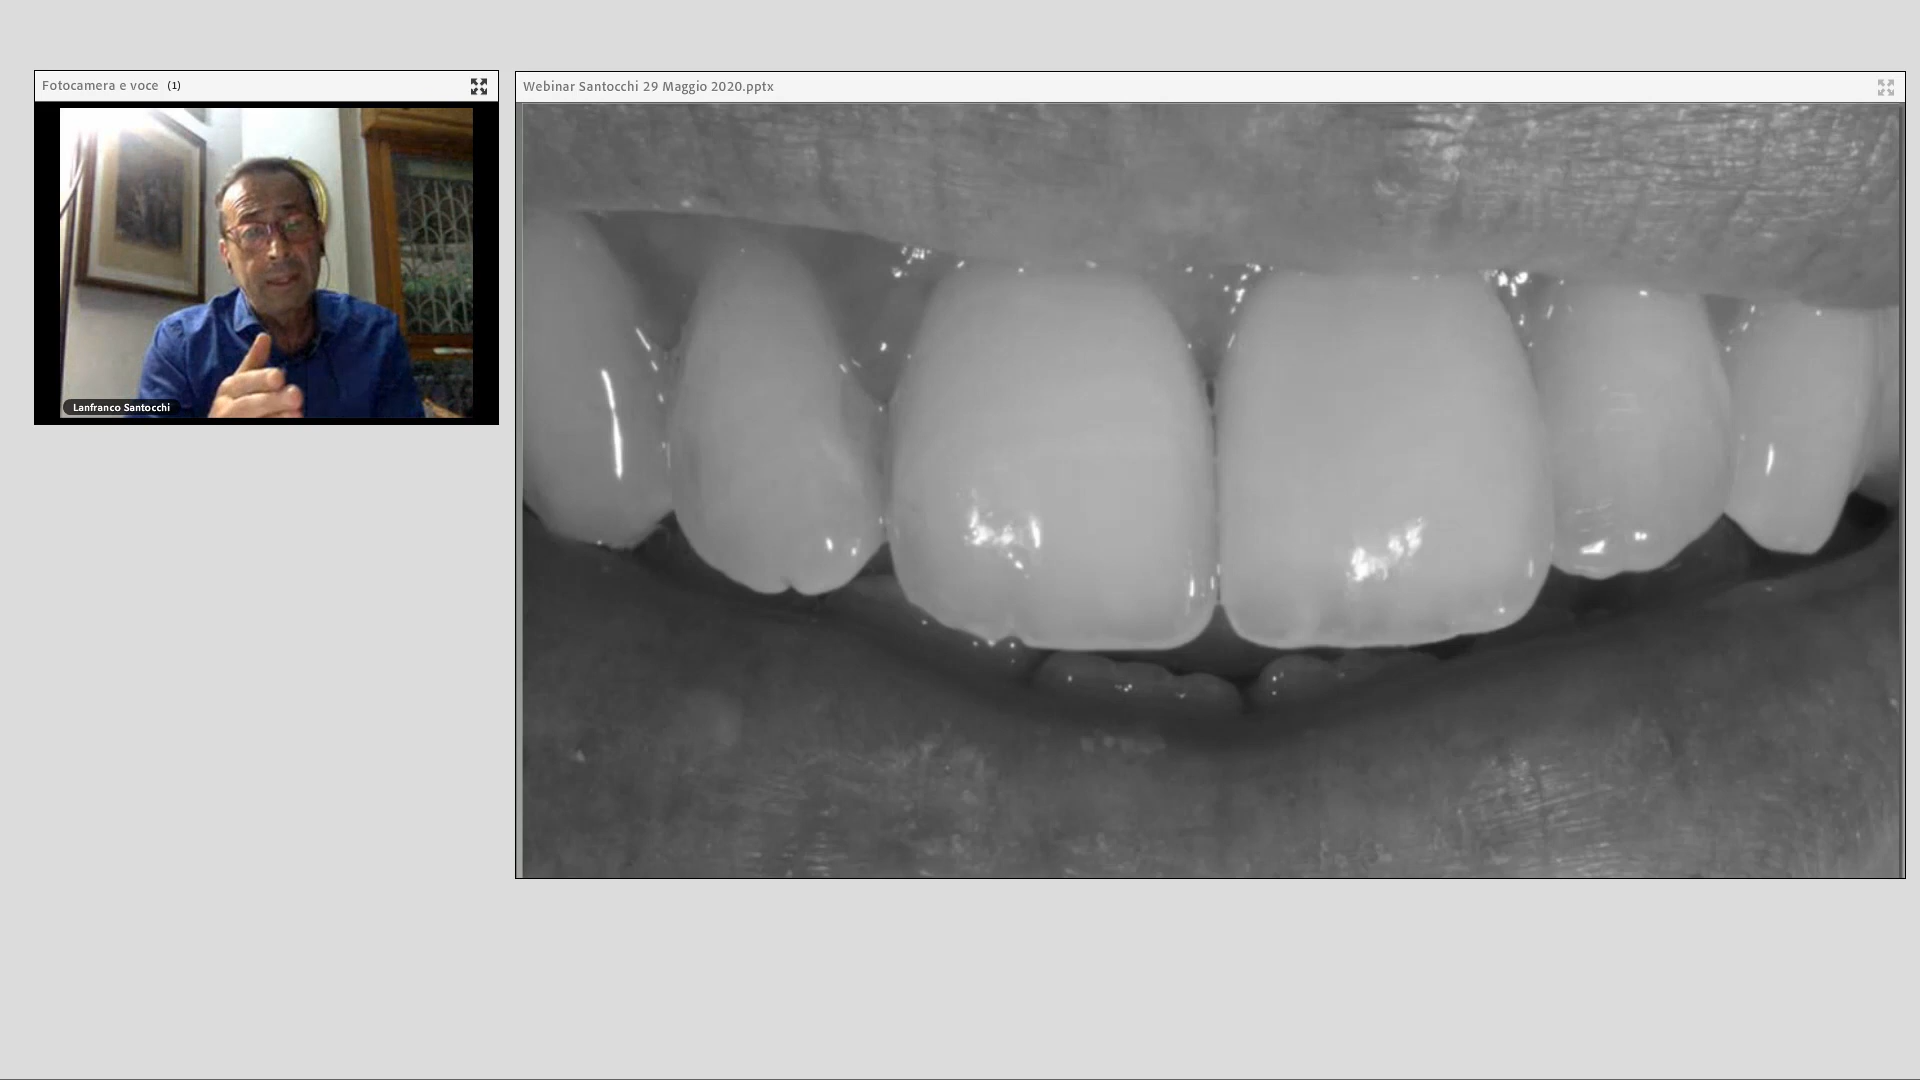 Fotocamera e voce (1)
Lanfranco Santocchi
Webinar Santocchi 29 Maggio 2020.pptx